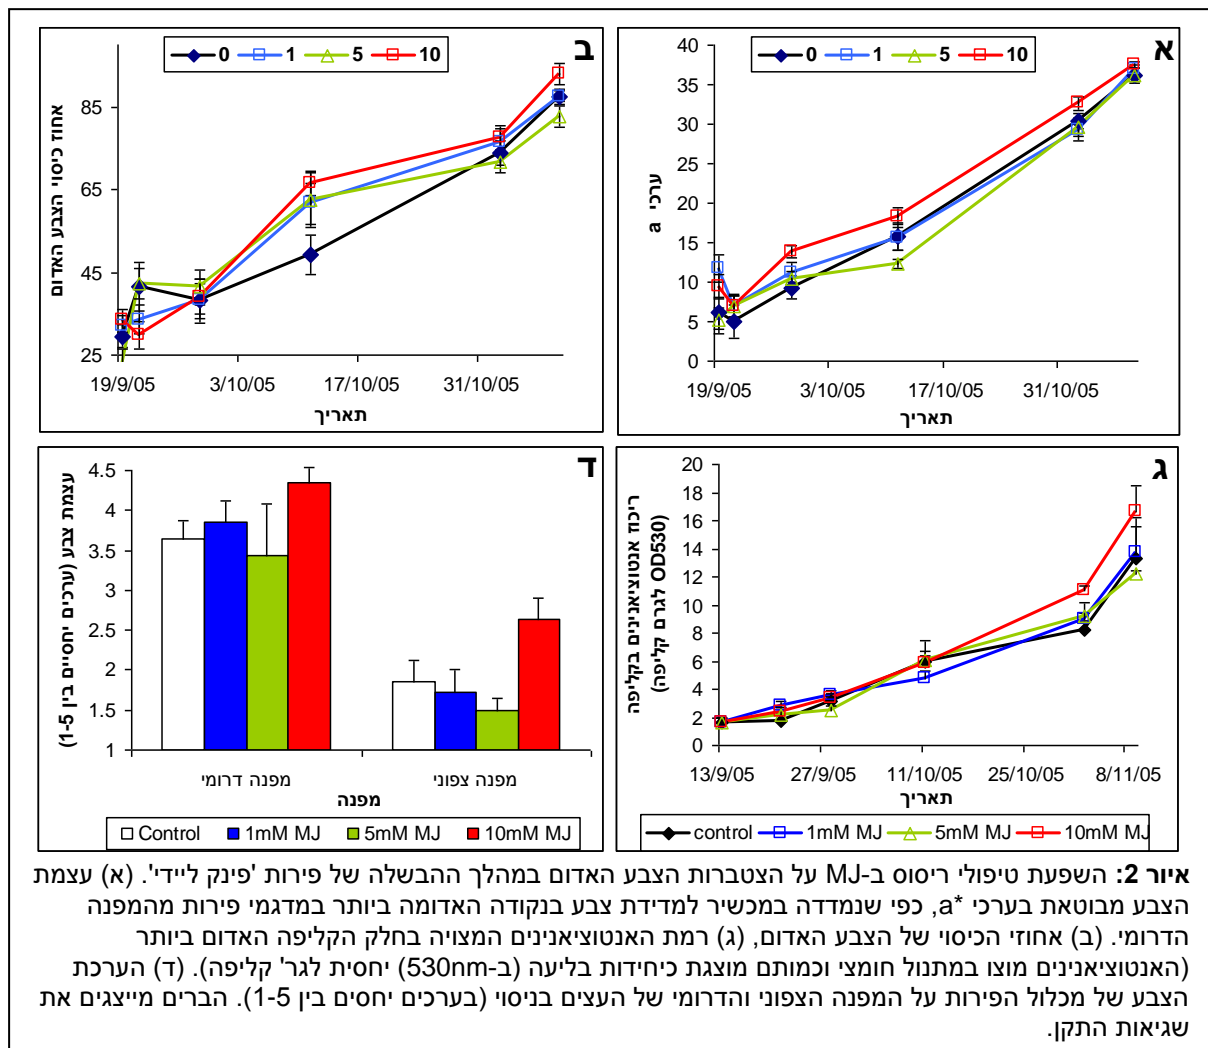 א
0 1 5 10
ערכי a
40
35
30
25
20
15
10
5
0
19/9/05 3/10/05 17/10/05 31/10/05
תאריך
ב
0 1 5 10
אחוז כיסוי הצבע האדום
85
65
45
25
19/9/05 3/10/05 17/10/05 31/10/05
תאריך
ג
ריכוז אנטוציאנינים בקליפה
(OD530 לגרם קליפה)
20
18
16
14
12
10
8
6
4
2
0
13/9/05 27/9/05 11/10/05 25/10/05 8/11/05
תאריך
control 1mM MJ 5mM MJ 10mM MJ
ד
עצמת צבע (ערכים יחסיים בין 1-5)
4.5
4
3.5
3
2.5
2
1.5
1
מפנה דרומי מפנה צפוני
מפנה
Control 1mM MJ 5mM MJ 10mM MJ
איור 2: השפעת טיפולי ריסוס ב-MJ על הצטברות הצבע האדום במהלך ההבשלה של פירות 'פינק ליידי'. (א) עצמת
הצבע מבוטאת בערכי a*, כפי שנמדדה במכשיר למדידת צבע בנקודה האדומה ביותר במדגמי פירות מהמפנה
הדרומי. (ב) אחוזי הכיסוי של הצבע האדום, (ג) רמת האנטוציאנינים המצויה בחלק הקליפה האדום ביותר
(האנטוציאנינים מוצו במתנול חומצי וכמותם מוצגת כיחידות בליעה (ב-530nm) יחסית לגר' קליפה). (ד) הערכת
הצבע של מכלול הפירות על המפנה הצפוני והדרומי של העצים בניסוי (בערכים יחסים בין 1-5). הברים מייצגים את
שגיאות התקן.